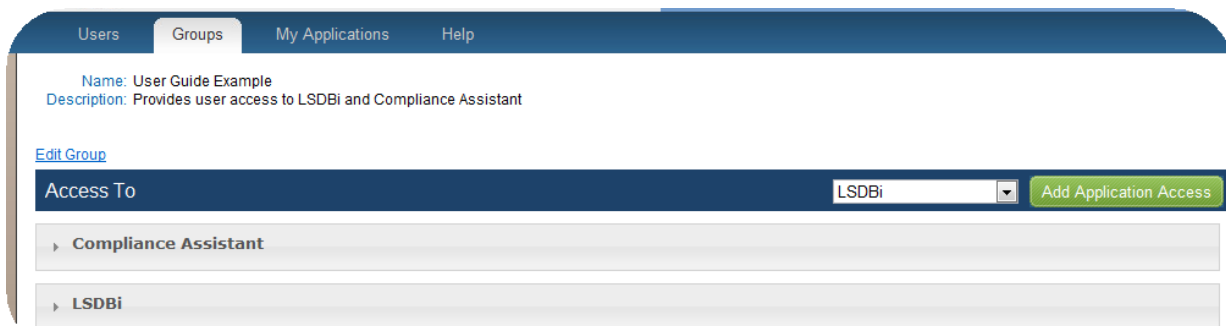 Users Groups My Applications Help
Name: User Guide Example
Description: Provides user access to LSDBi and Compliance Assistant
Edit Group
Access To LSDBi Add Application Access
Compliance Assistant
LSDBi